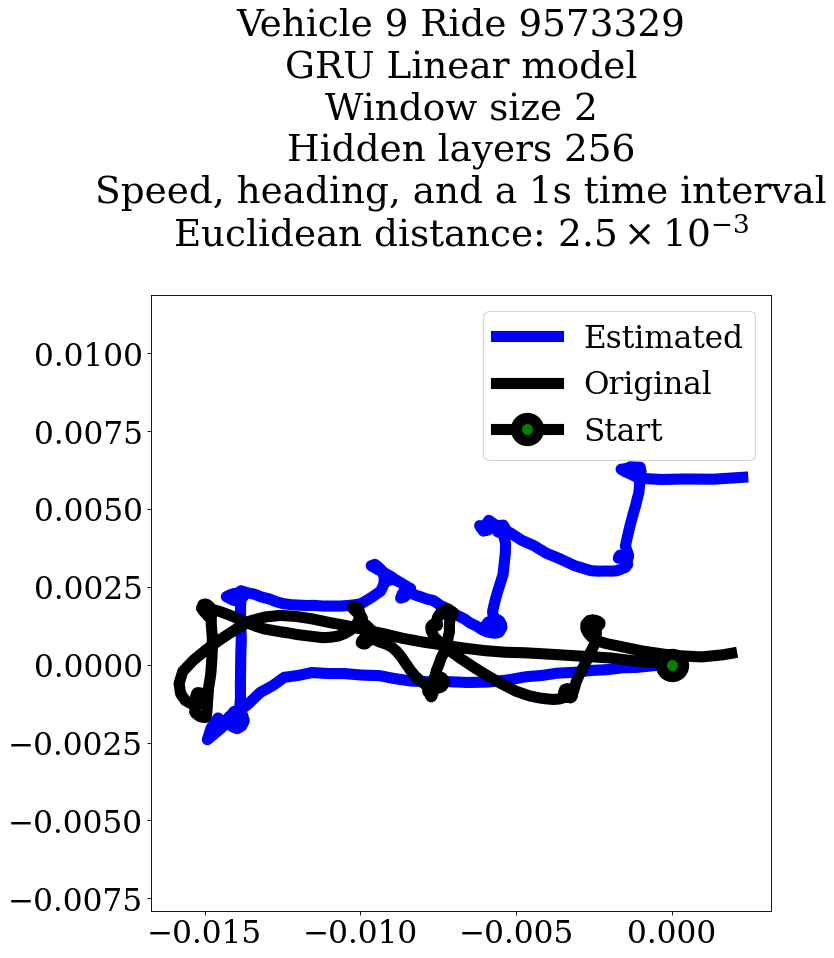 Vehicle 9 Ride 9573329
GRU Linear model
Window size 2
Hidden layers 256
Speed, heading, and a 1s time interval
Euclidean distance: 2.5 × 10⁻³
Estimated
Original
Start
0.0100
0.0075
0.0050
0.0025
0.0000
−0.0025
−0.0050
−0.0075
−0.015 −0.010 −0.005 0.000